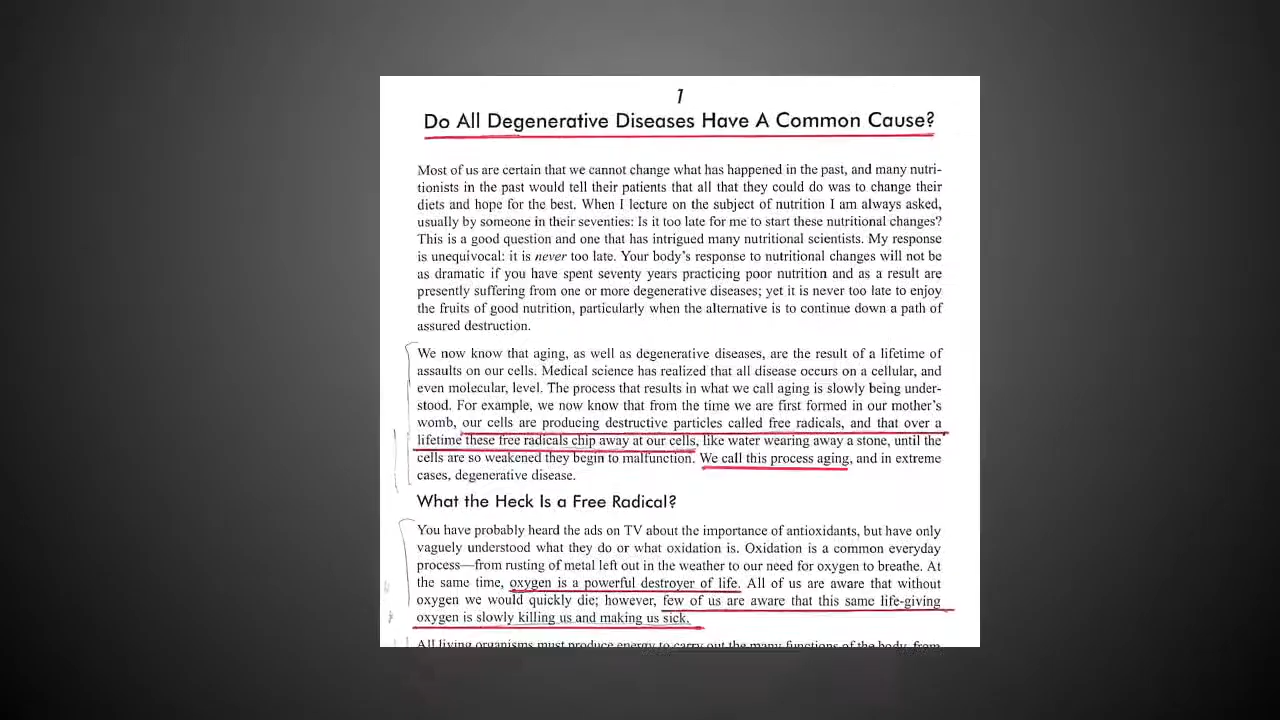 1
Do All Degenerative Diseases Have A Common Cause?
Most of us are certain that we cannot change what has happened in the past, and many nutri-
tionists in the past would tell their patients that all that they could do was to change their
diets and hope for the best. When I lecture on the subject of nutrition I am always asked,
usually by someone in their seventies: Is it too late for me to start these nutritional changes?
This is a good question and one that has intrigued many nutritional scientists. My response
is unequivocal: it is never too late. Your body's response to nutritional changes will not be
as dramatic if you have spent seventy years practicing poor nutrition and as a result are
presently suffering from one or more degenerative diseases; yet it is never too late to enjoy
the fruits of good nutrition, particularly when the alternative is to continue down a path of
assured destruction.
We now know that aging, as well as degenerative diseases, are the result of a lifetime of
assaults on our cells. Medical science has realized that all disease occurs on a cellular, and
even molecular, level. The process that results in what we call aging is slowly being under-
stood. For example, we now know that from the time we are first formed in our mother's
womb, our cells are producing destructive particles called free radicals, and that over a
lifetime these free radicals chip away at our cells, like water wearing away a stone, until the
cells are so weakened they begin to malfunction. We call this process aging, and in extreme
cases, degenerative disease.
What the Heck Is a Free Radical?
You have probably heard the ads on TV about the importance of antioxidants, but have only
vaguely understood what they do or what oxidation is. Oxidation is a common everyday
process—from rusting of metal left out in the weather to our need for oxygen to breathe. At
the same time, oxygen is a powerful destroyer of life. All of us are aware that without
oxygen we would quickly die; however, few of us are aware that this same life-giving
oxygen is slowly killing us and making us sick.
All living organisms must produce energy to carry out the many functions of the body, from